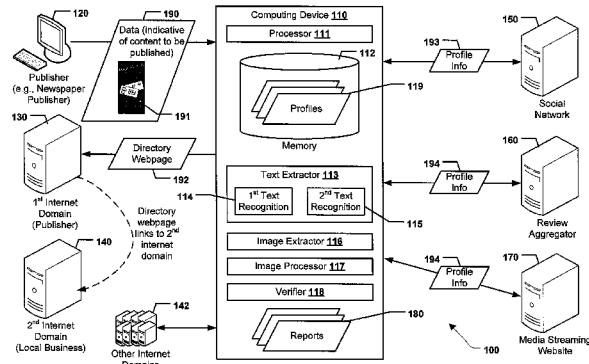 120
190
Data (indicative
of content to be
published)
191
Publisher
(e.g., Newspaper
Publisher)
130
Directory
Webpage
192
1st Internet
Domain
(Publisher)
Directory
webpage
links to 2nd
internet
domain
140
2nd Internet
Domain
(Local Business)
142
Other Internet
Computing Device 110
Processor 111
112
Profiles
119
Memory
Text Extractor 113
114
1st Text
Recognition
2nd Text
Recognition
115
Image Extractor 116
Image Processor 117
Verifier 118
Reports
180
193
Profile
Info
150
Social
Network
194
Profile
Info
160
Review
Aggregator
194
Profile
Info
170
Media Streaming
Website
100